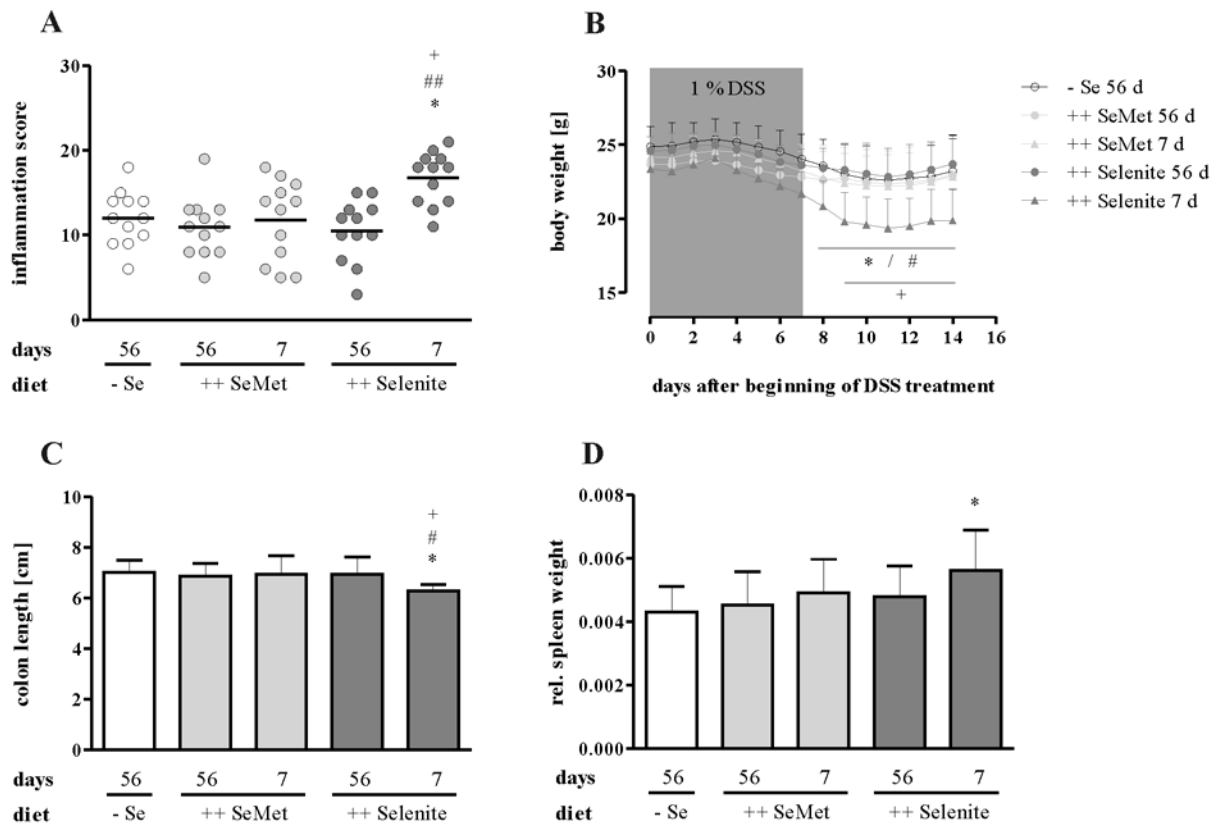 A
inflammation score
30
20
10
0
+
##
*
days 56 56 7 56 7
diet - Se ++ SeMet ++ Selenite
B
body weight [g]
30
25
20
15
1 % DSS
* / #
+
0 2 4 6 8 10 12 14 16
days after beginning of DSS treatment
- Se 56 d
++ SeMet 56 d
++ SeMet 7 d
++ Selenite 56 d
++ Selenite 7 d
C
colon length [cm]
10
8
6
4
2
0
+
#
*
days 56 56 7 56 7
diet - Se ++ SeMet ++ Selenite
D
rel. spleen weight
0.008
0.006
0.004
0.002
0.000
*
days 56 56 7 56 7
diet - Se ++ SeMet ++ Selenite